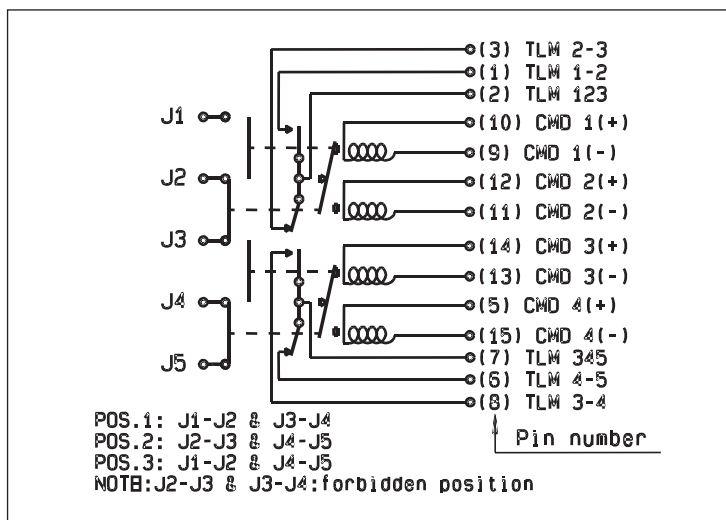 (3) TLM 2-3
(1) TLM 1-2
(2) TLM 123
J1
(10) CMD 1(+)
(9) CMD 1(-)
J2
(12) CMD 2(+)
(11) CMD 2(-)
J3
(14) CMD 3(+)
(13) CMD 3(-)
J4
(5) CMD 4(+)
(15) CMD 4(-)
J5
(7) TLM 345
(6) TLM 4-5
(8) TLM 3-4
POS.1: J1-J2 & J3-J4
POS.2: J2-J3 & J4-J5
POS.3: J1-J2 & J4-J5
NOTE:J2-J3 & J3-J4:forbidden position
Pin number